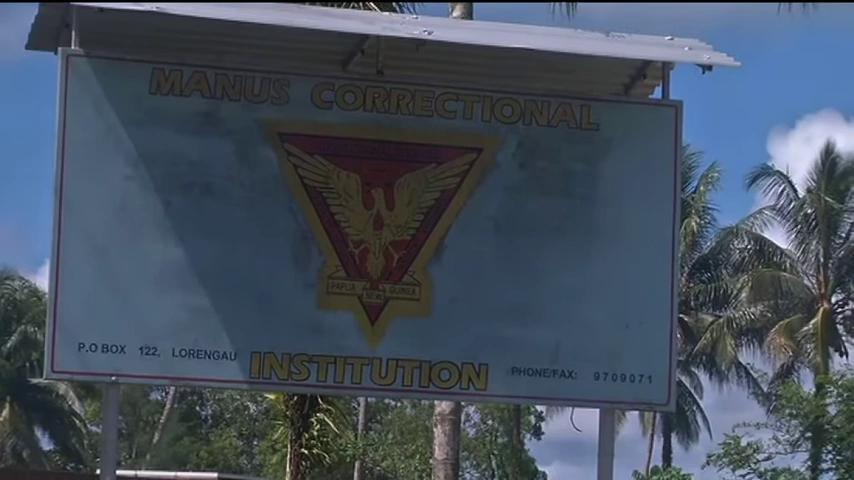 MANUS CORRECTIONAL
PAPUA NEW GUINEA
P.O BOX 122, LORENGAU
INSTITUTION
PHONE/FAX: 9709071